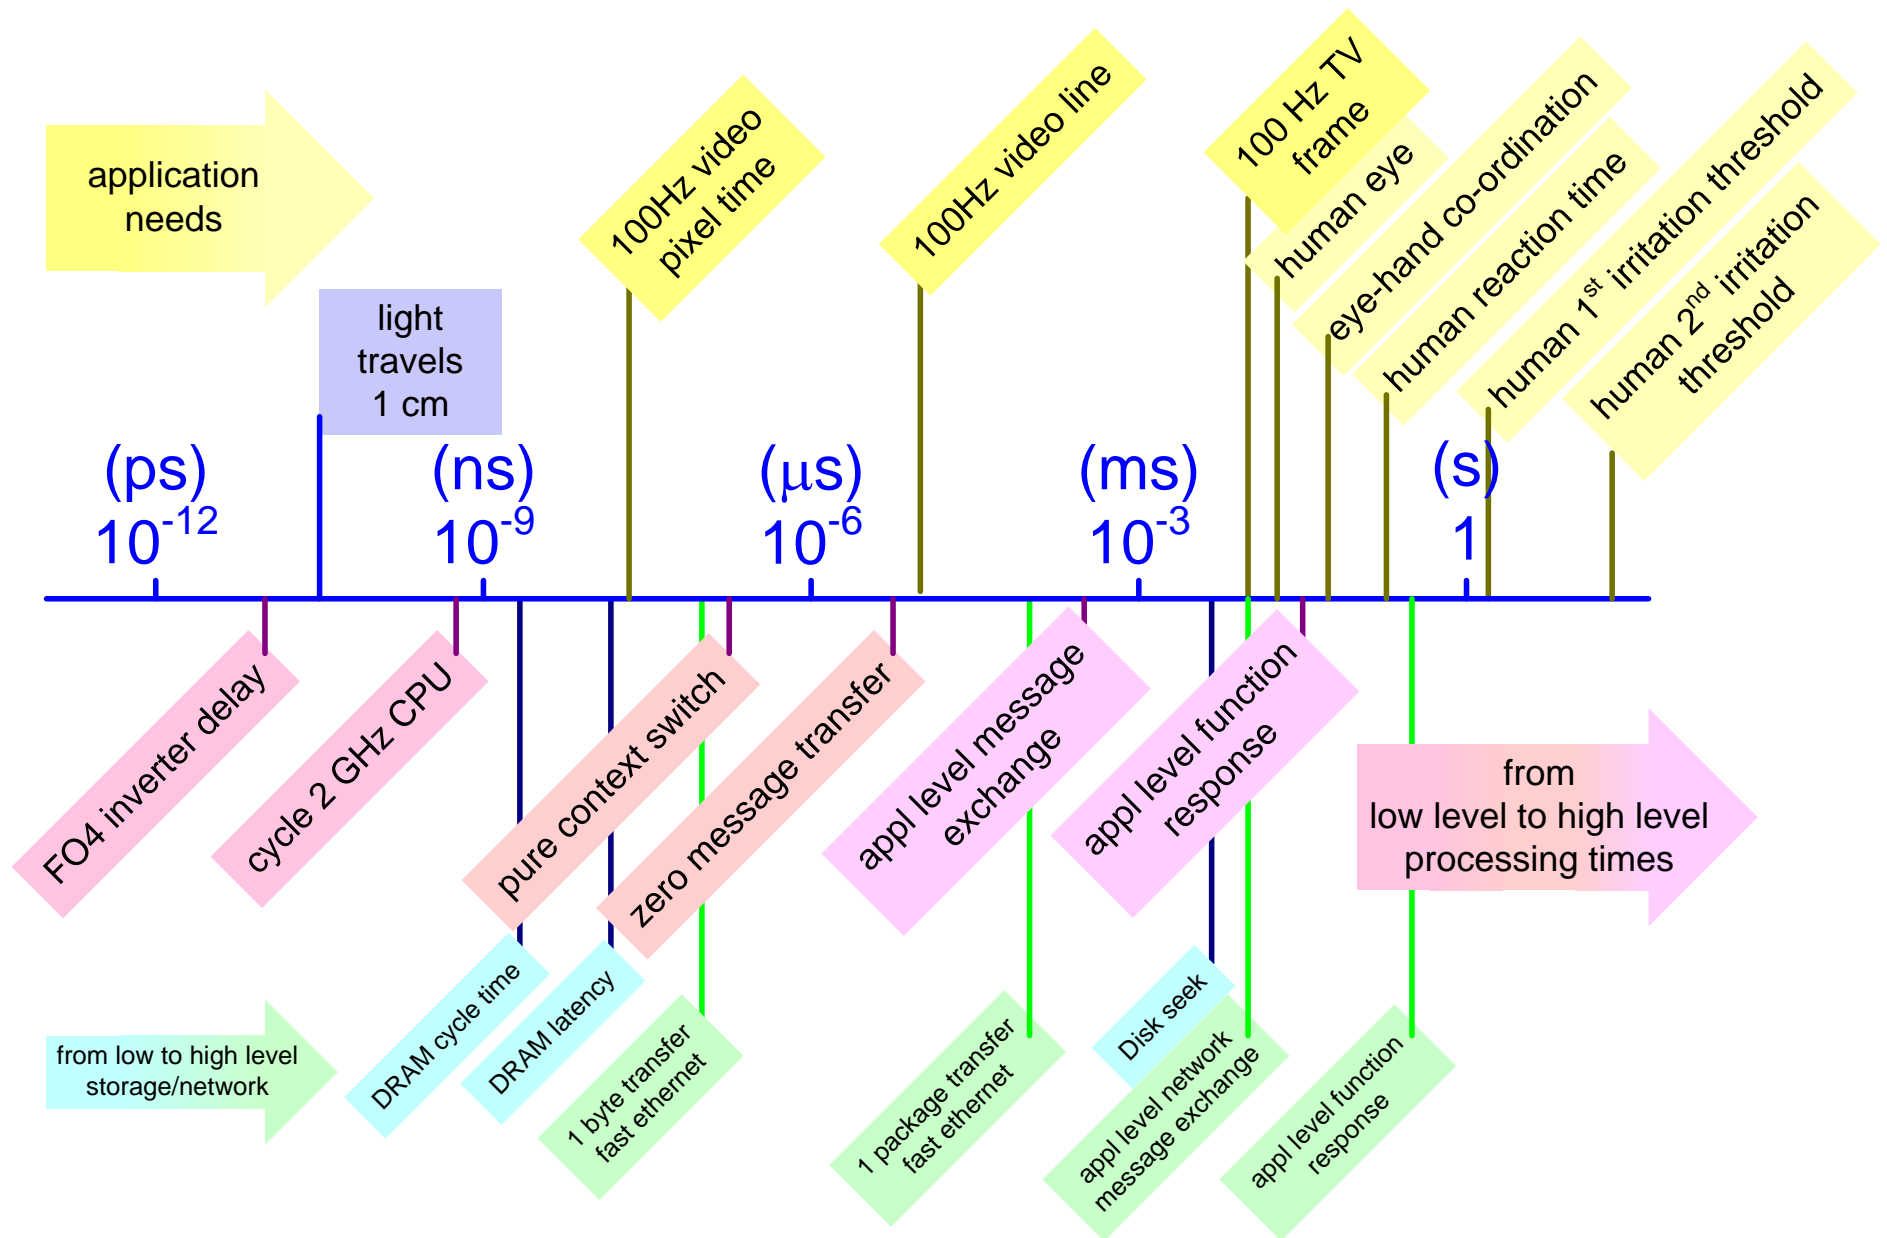 application
needs
light
travels
1 cm
100Hz video
pixel time
100Hz video line
100 Hz TV
frame
human eye
eye-hand co-ordination
human reaction time
human 1st irritation threshold
human 2nd irritation
threshold
(ps)
10-12
(ns)
10-9
(μs)
10-6
(ms)
10-3
(s)
1
FO4 inverter delay
cycle 2 GHz CPU
pure context switch
zero message transfer
appl level message
exchange
appl level function
response
from
low level to high level
processing times
from low to high level
storage/network
DRAM cycle time
DRAM latency
1 byte transfer
fast ethernet
1 package transfer
fast ethernet
Disk seek
appl level network
message exchange
appl level function
response